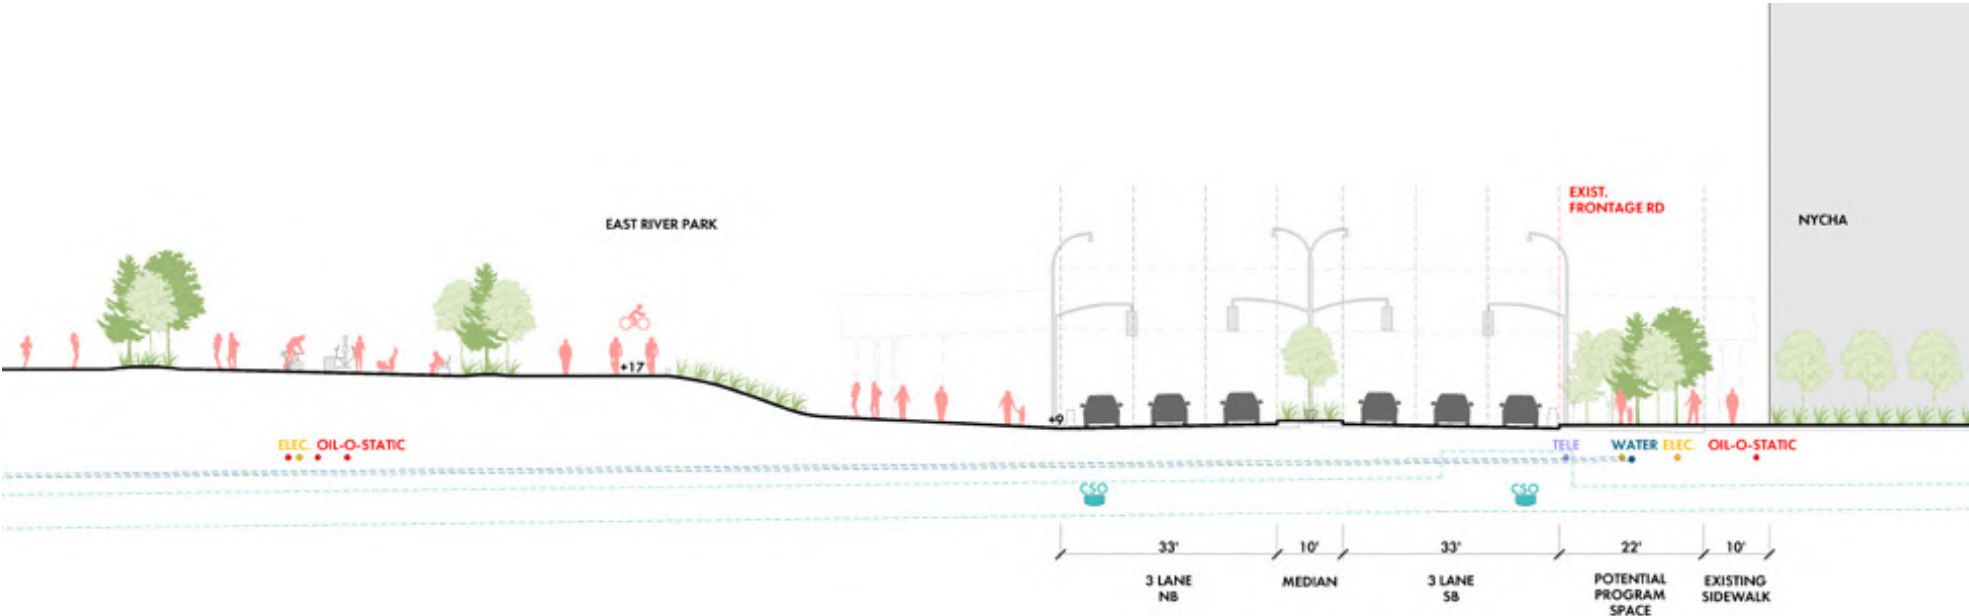 EXIST.
FRONTAGE RD
EAST RIVER PARK
NYCHA
+17
+9
ELEC. OIL-O-STATIC
TELE WATER ELEC. OIL-O-STATIC
CSO CSO
33' 10' 33' 22' 10'
3 LANE
NB
MEDIAN
3 LANE
SB
POTENTIAL
PROGRAM
SPACE
EXISTING
SIDEWALK